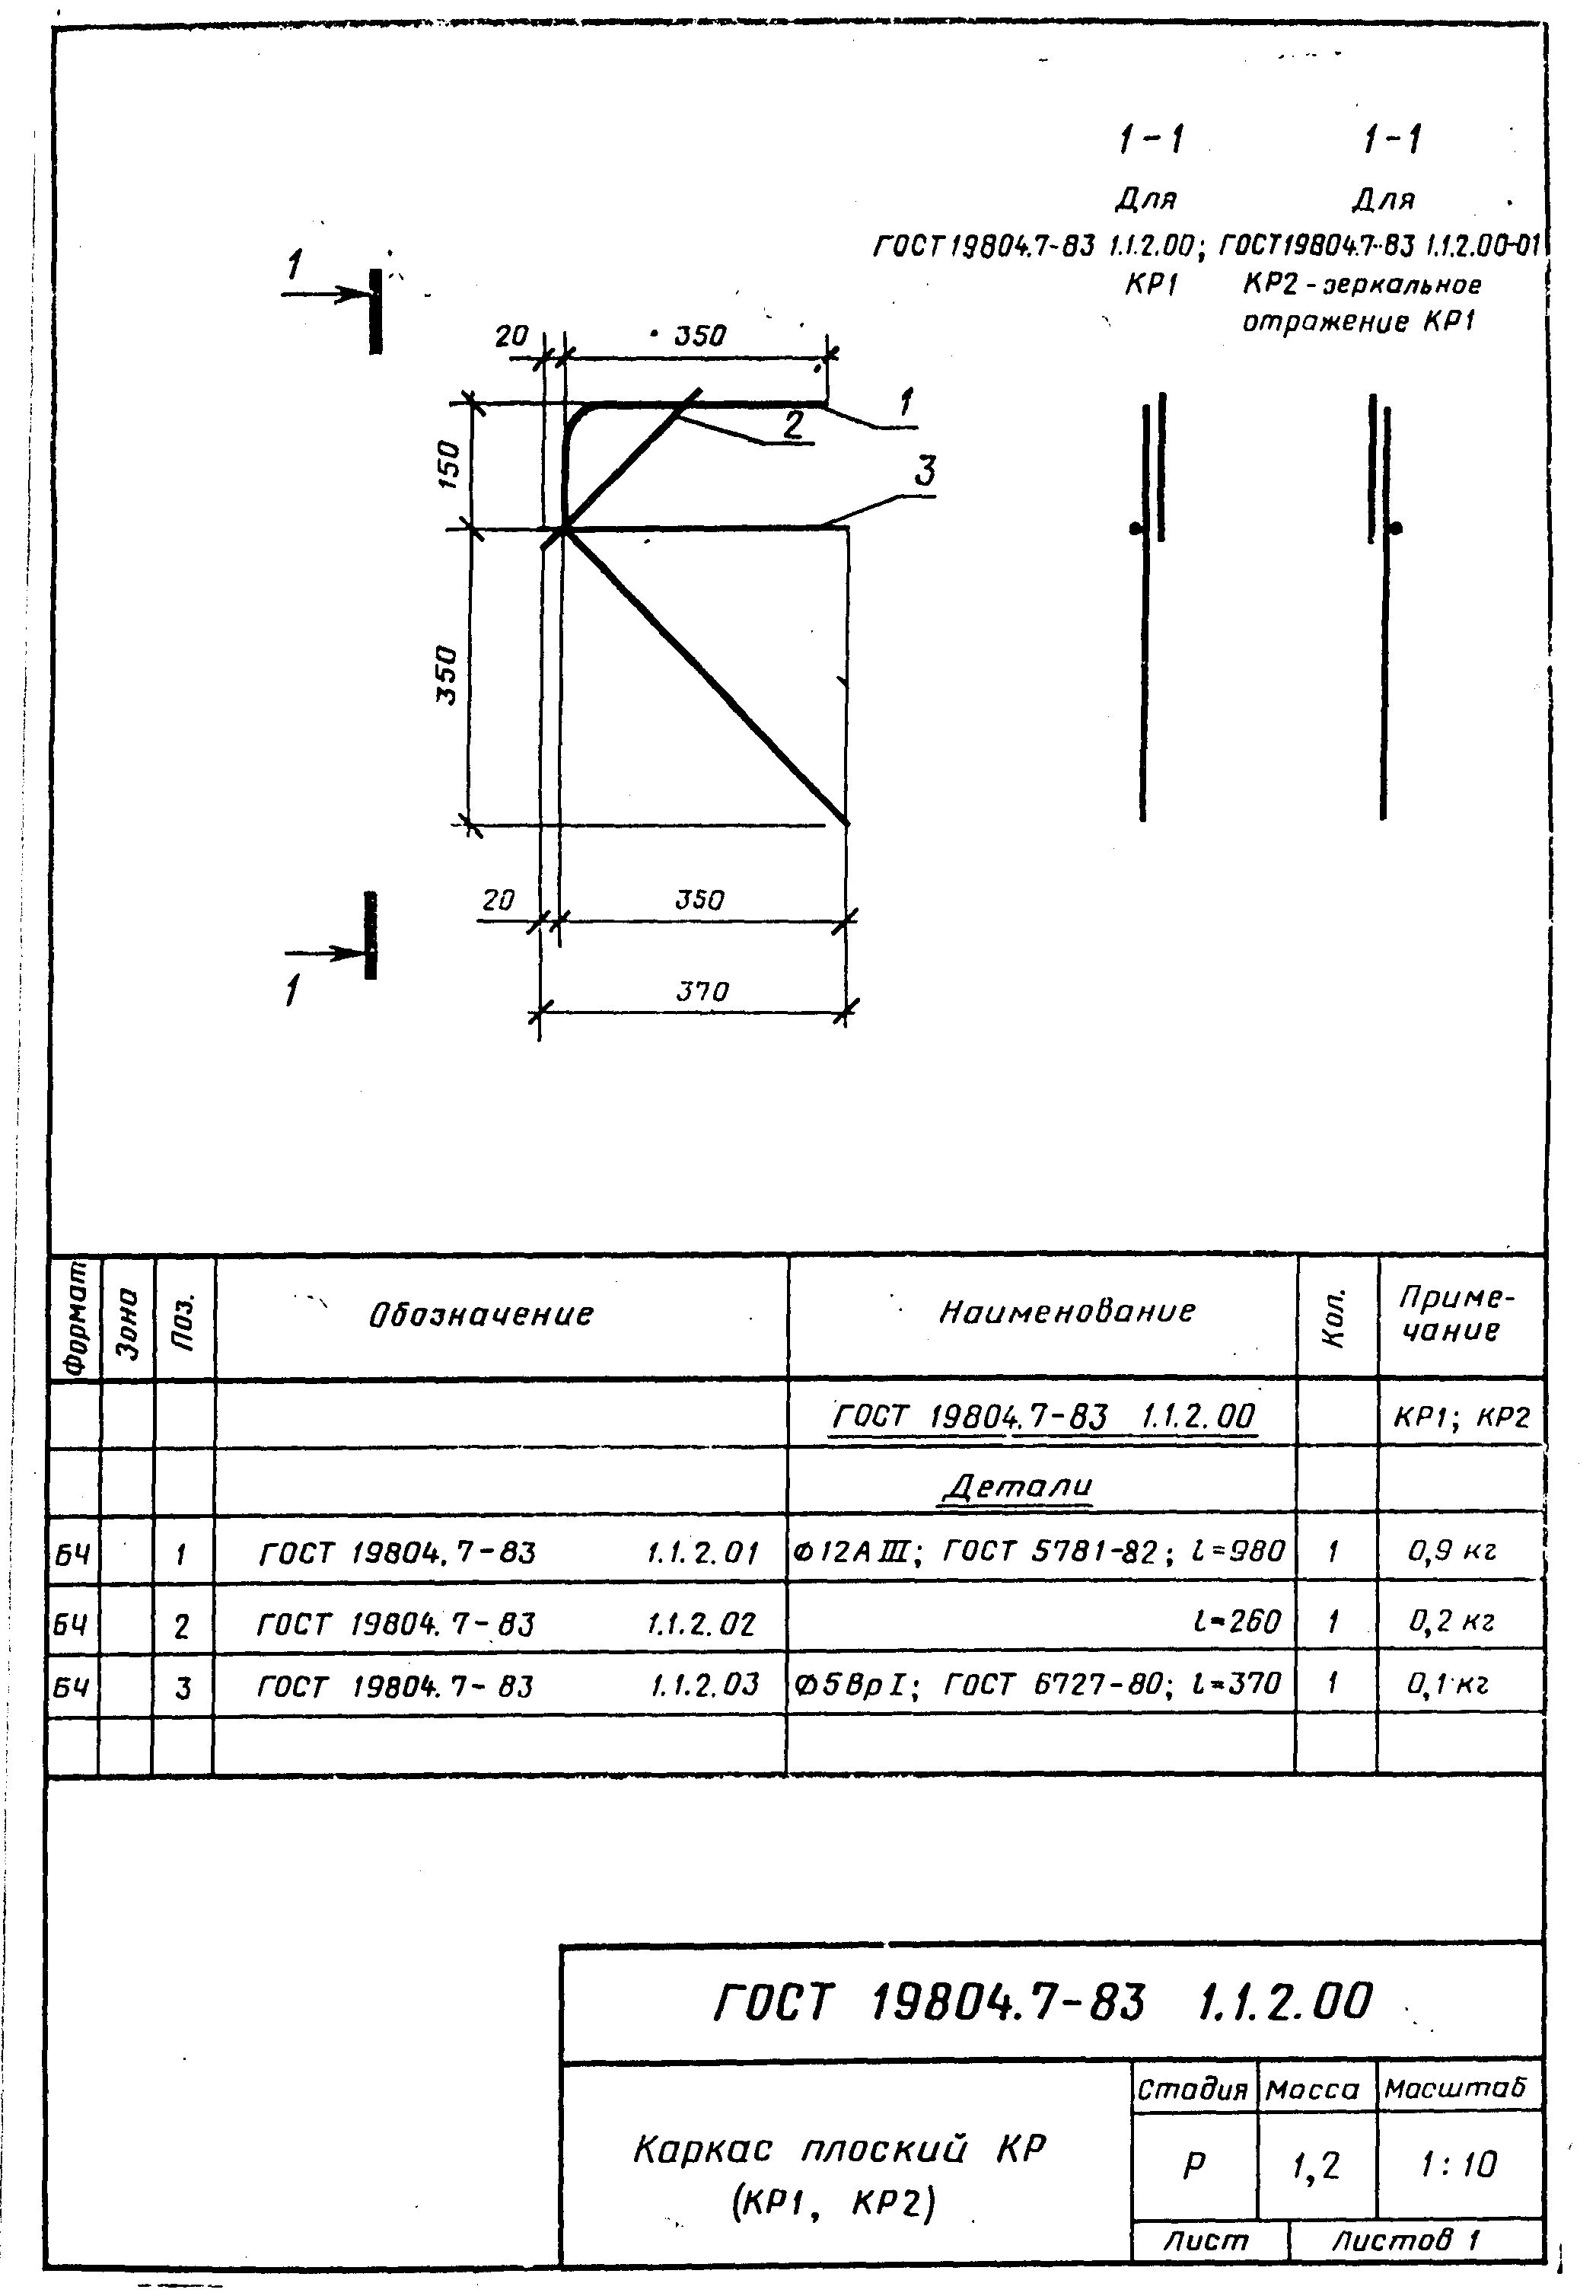 1-1 1-1
Для Для
ГОСТ 19804.7-83 1.1.2.00; ГОСТ 19804.7-83 1.1.2.00-01
КР1 КР2 - зеркальное
отражение КР1
1
20 350
1
2
150
3
350
20 350
1
370
Формат Зона Поз. Обозначение Наименование Кол. Приме-
чание
ГОСТ 19804.7-83 1.1.2.00 КР1; КР2
Детали
БЧ 1 ГОСТ 19804.7-83 1.1.2.01 Ф12АIII; ГОСТ 5781-82; l=980 1 0,9 кг
БЧ 2 ГОСТ 19804.7-83 1.1.2.02 l=260 1 0,2 кг
БЧ 3 ГОСТ 19804.7-83 1.1.2.03 Ф5ВрI; ГОСТ 6727-80; l=370 1 0,1 кг
ГОСТ 19804.7-83 1.1.2.00
Стадия Масса Масштаб
Каркас плоский КР
(КР1, КР2)
Р 1,2 1:10
Лист Листов 1